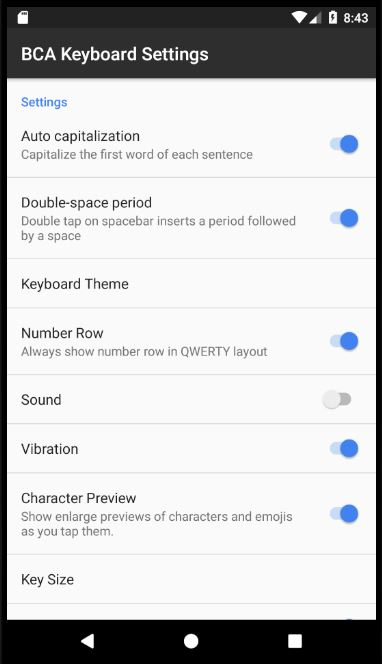 8:43
BCA Keyboard Settings
Settings
Auto capitalization
Capitalize the first word of each sentence
Double-space period
Double tap on spacebar inserts a period followed
by a space
Keyboard Theme
Number Row
Always show number row in QWERTY layout
Sound
Vibration
Character Preview
Show enlarge previews of characters and emojis
as you tap them.
Key Size